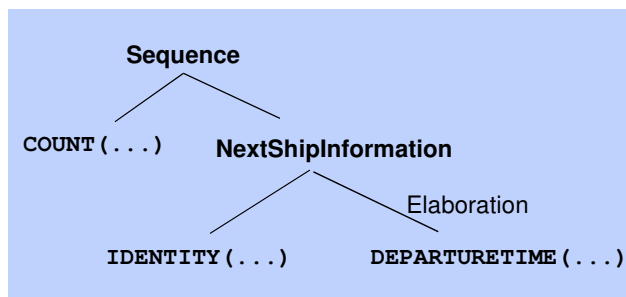 Sequence
COUNT(...)
NextShipInformation
Elaboration
IDENTITY(...)
DEPARTURETIME(...)